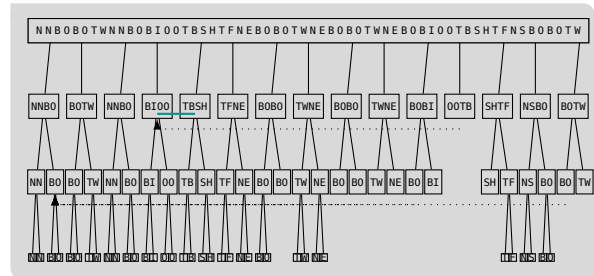 NNBOBOTWNNBOBIOOTBSHTFNEBOBOTWNEBOBOTWNEBOBIOOTBSHTFNSBOBOTW
NNBO BOTW NNBO BIOO TBSH TFNE BOBO TWNE BOBO TWNE BOBI OOTB SHTF NSBO BOTW
NN BO BO TW NN BO BI OO TB SH TF NE BO BO TW NE BO BO TW NE BO BI SH TF NS BO BO TW